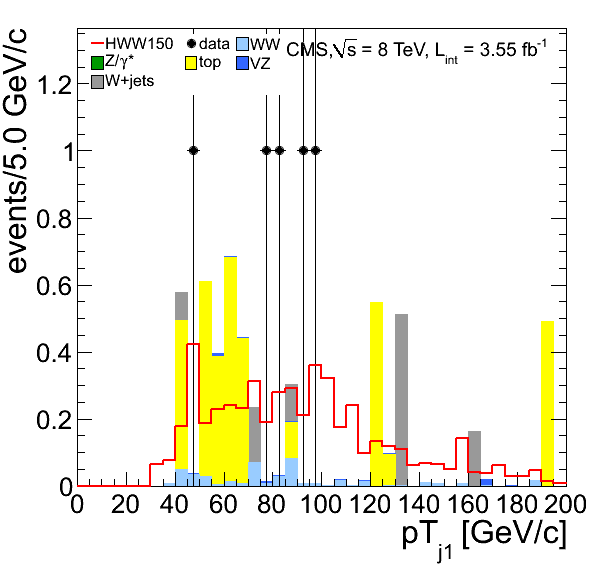 HWW150 data WW CMS,√s = 8 TeV, L_int = 3.55 fb⁻¹
Z/γ* top VZ
W+jets
events/5.0 GeV/c
1.2
1
0.8
0.6
0.4
0.2
0
0 20 40 60 80 100 120 140 160 180 200
pT_j1 [GeV/c]